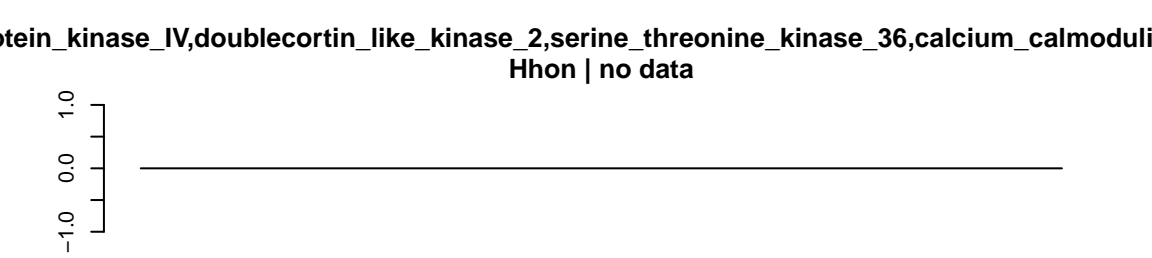 otein_kinase_IV,doublecortin_like_kinase_2,serine_threonine_kinase_36,calcium_calmoduli
Hhon | no data
1.0
0.0
−1.0